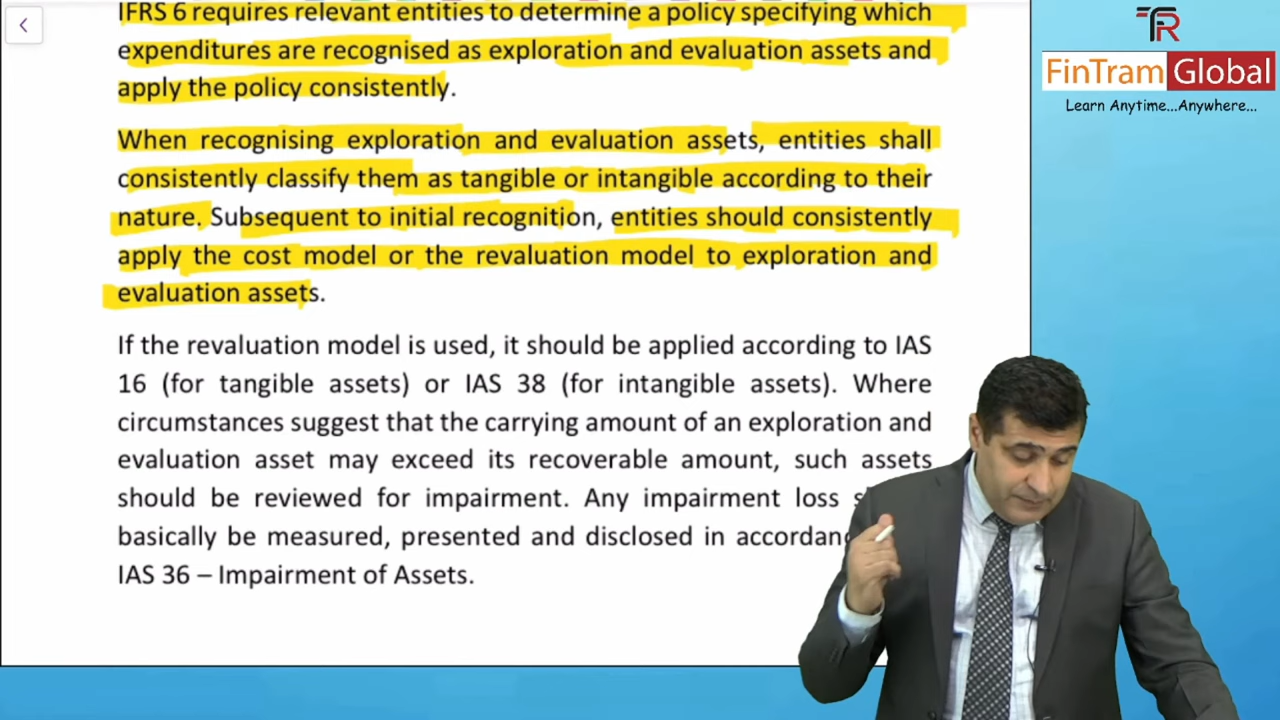 IFRS 6 requires relevant entities to determine a policy specifying which
expenditures are recognised as exploration and evaluation assets and
apply the policy consistently.
When recognising exploration and evaluation assets, entities shall
consistently classify them as tangible or intangible according to their
nature. Subsequent to initial recognition, entities should consistently
apply the cost model or the revaluation model to exploration and
evaluation assets.
If the revaluation model is used, it should be applied according to IAS
16 (for tangible assets) or IAS 38 (for intangible assets). Where
circumstances suggest that the carrying amount of an exploration and
evaluation asset may exceed its recoverable amount, such assets
should be reviewed for impairment. Any impairment loss
basically be measured, presented and disclosed in
IAS 36 – Impairment of Assets.
TR
FinTram Global
Learn Anytime...Anywhere...